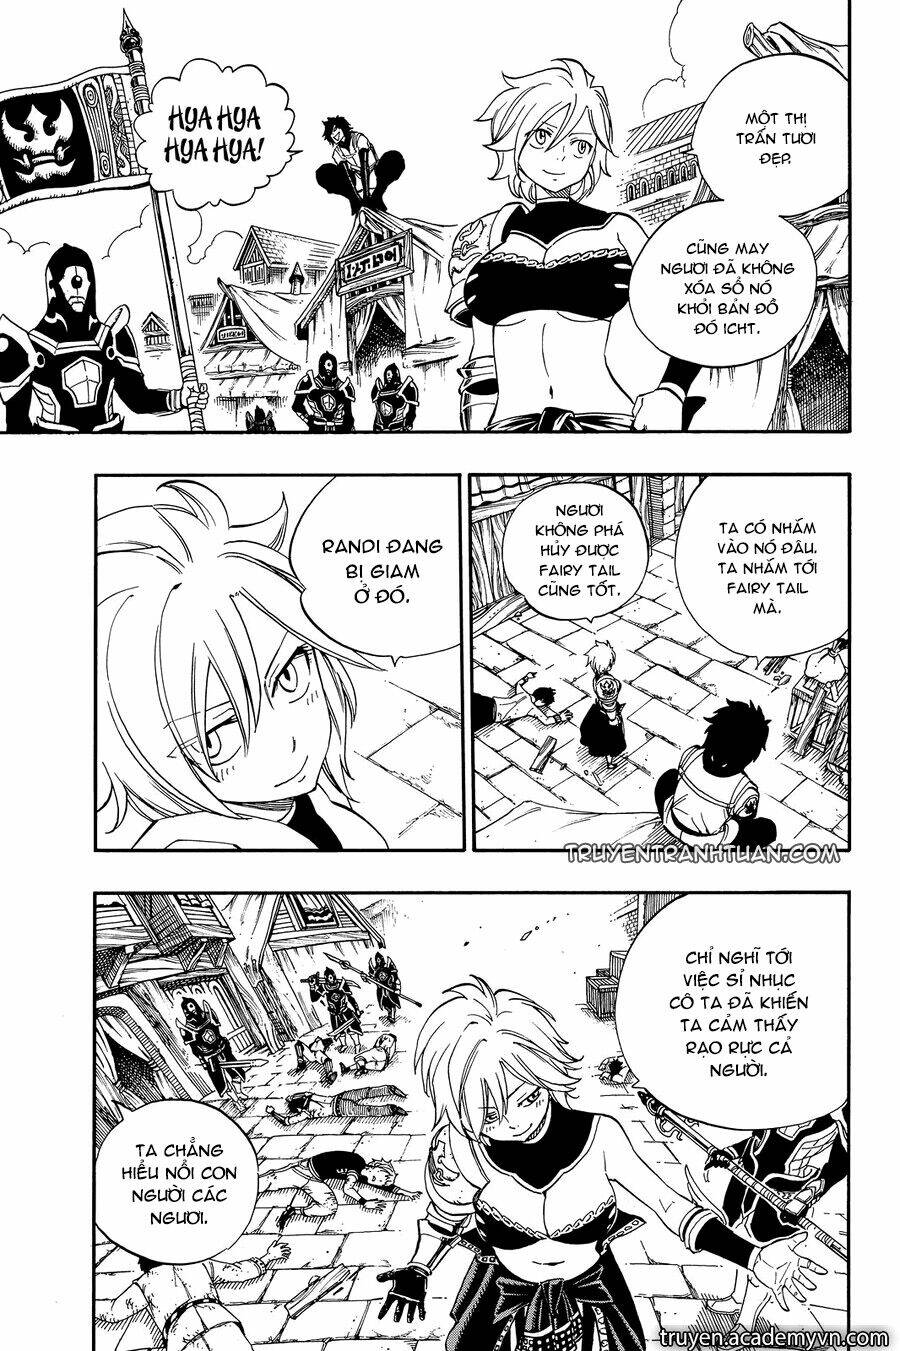 HYA HYA
HYA HYA!
MỘT THỊ
TRẤN TƯƠI
ĐẸP.
CŨNG MAY
NGƯƠI ĐÃ KHÔNG
XÓA SỔ NÓ
KHỎI BẢN ĐỒ
ĐÓ ICHT.
RANDI ĐANG
BỊ GIAM
Ở ĐÓ.
NGƯƠI
KHÔNG PHÁ
HỦY ĐƯỢC
FAIRY TAIL
CŨNG TỐT.
TA CÓ NHẮM
VÀO NÓ ĐÂU.
TA NHẮM TỚI
FAIRY TAIL
MÀ.
TRUYENTRANHTUAN.COM
CHỈ NGHĨ TỚI
VIỆC SỈ NHỤC
CÔ TA ĐÃ KHIẾN
TA CẢM THẤY
RẠO RỰC CẢ
NGƯỜI.
TA CHẲNG
HIỂU NỔI CON
NGƯỜI CÁC
NGƯƠI.
truyen.academyvn.com